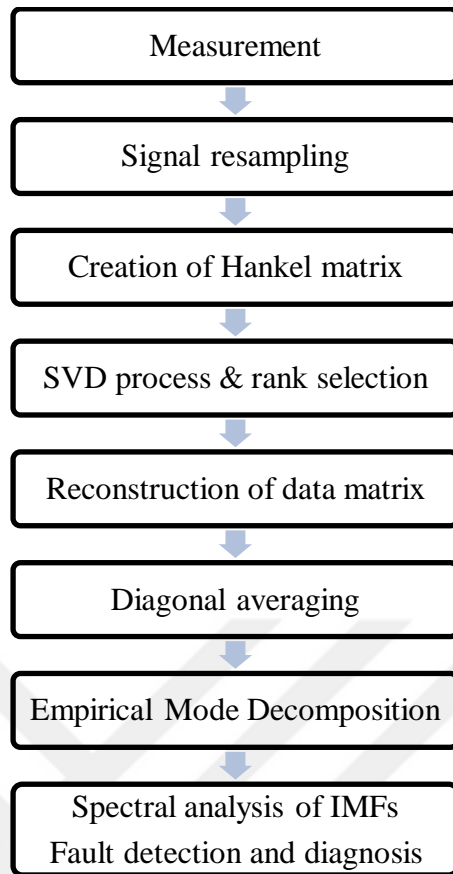 Measurement
Signal resampling
Creation of Hankel matrix
SVD process & rank selection
Reconstruction of data matrix
Diagonal averaging
Empirical Mode Decomposition
Spectral analysis of IMFs
Fault detection and diagnosis